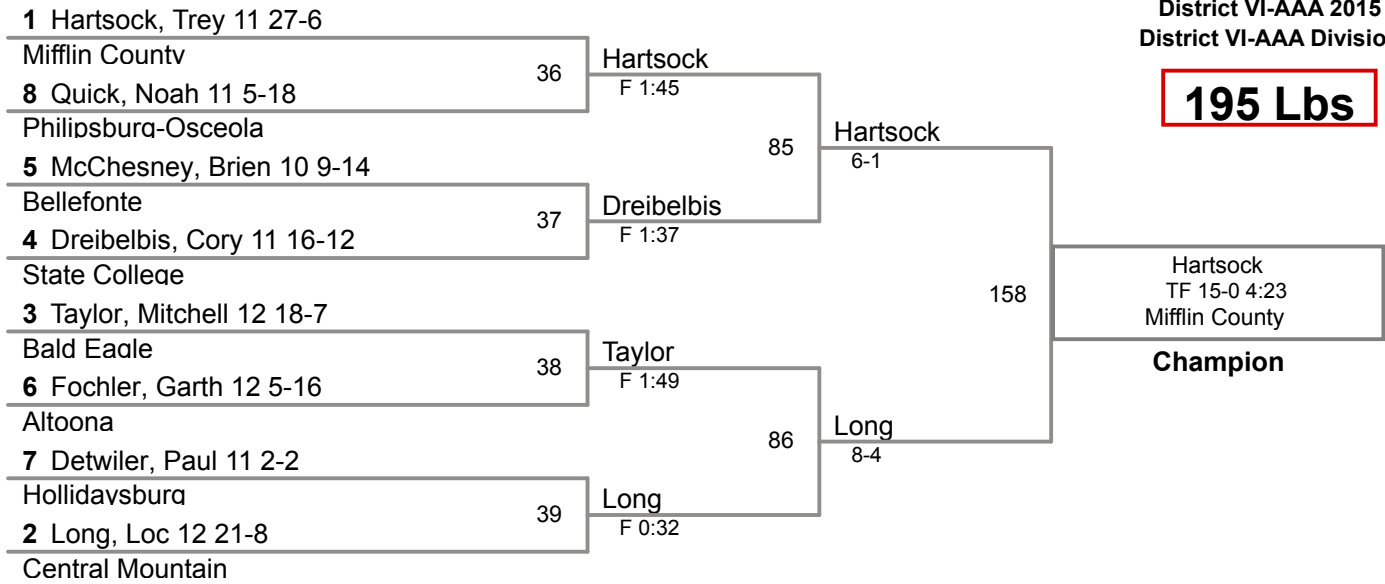 District VI-AAA 2015
District VI-AAA Divisio
195 Lbs
1 Hartsock, Trey 11 27-6
Mifflin County
8 Quick, Noah 11 5-18
Philipsburg-Osceola
5 McChesney, Brien 10 9-14
Bellefonte
4 Dreibelbis, Cory 11 16-12
State College
3 Taylor, Mitchell 12 18-7
Bald Eagle
6 Fochler, Garth 12 5-16
Altoona
7 Detwiler, Paul 11 2-2
Hollidaysburg
2 Long, Loc 12 21-8
Central Mountain
36
37
38
39
Hartsock
F 1:45
Dreibelbis
F 1:37
Taylor
F 1:49
Long
F 0:32
85
86
Hartsock
6-1
Long
8-4
158
Hartsock
TF 15-0 4:23
Mifflin County
Champion